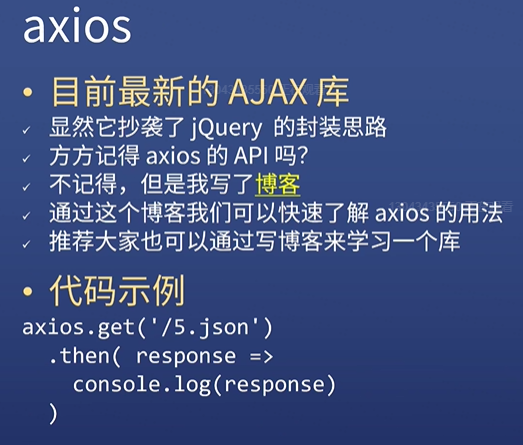 axios
• 目前最新的 AJAX 库
✓ 显然它抄袭了 jQuery 的封装思路
✓ 方方记得 axios 的 API 吗？
✓ 不记得，但是我写了博客
✓ 通过这个博客我们可以快速了解 axios 的用法
✓ 推荐大家也可以通过写博客来学习一个库
• 代码示例
axios.get('/5.json')
.then( response =>
console.log(response)
)